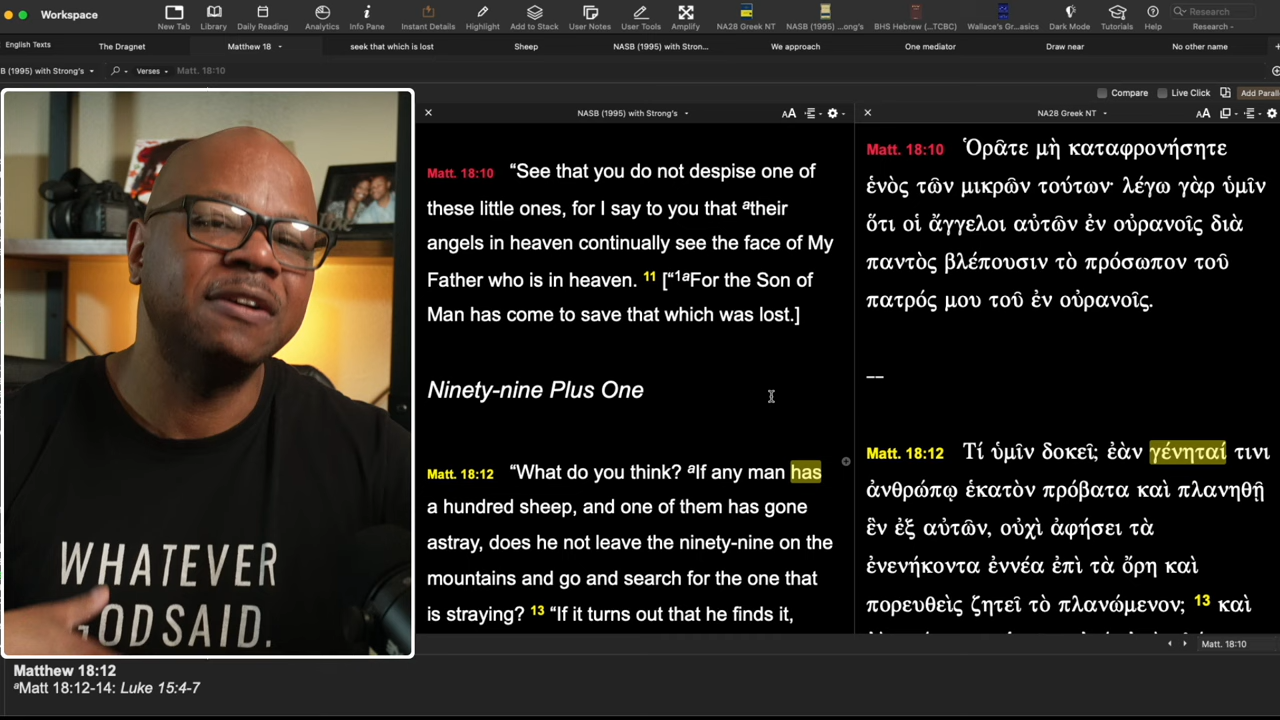 Workspace
New Tab
Library
Daily Reading
Analytics
Info Pane
Instant Details
Highlight
Add to Stack
User Notes
User Tools
Amplify
NA28 Greek NT
NASB (1995) ...ong's
BHS Hebrew (...TCBC)
Wallace's Gr...asics
Dark Mode
Tutorials
Help
Research
Research
English Texts
The Dragnet
Matthew 18
seek that which is lost
Sheep
NASB (1995) with Stron...
We approach
One mediator
Draw near
No other name
B (1995) with Strong's
Verses
Matt. 18:10
Compare
Live Click
Add Parall
NASB (1995) with Strong's
AA
Matt. 18:10 “See that you do not despise one of
these little ones, for I say to you that ᵃtheir
angels in heaven continually see the face of My
Father who is in heaven. 11 [“¹ᵃFor the Son of
Man has come to save that which was lost.]
Ninety-nine Plus One
Matt. 18:12 “What do you think? ᵃIf any man has
a hundred sheep, and one of them has gone
astray, does he not leave the ninety-nine on the
mountains and go and search for the one that
is straying? 13 “If it turns out that he finds it,
NA28 Greek NT
AA
Matt. 18:10 Ὁρᾶτε μὴ καταφρονήσητε
ἑνὸς τῶν μικρῶν τούτων· λέγω γὰρ ὑμῖν
ὅτι οἱ ἄγγελοι αὐτῶν ἐν οὐρανοῖς διὰ
παντὸς βλέπουσιν τὸ πρόσωπον τοῦ
πατρός μου τοῦ ἐν οὐρανοῖς.
—
Matt. 18:12 Τί ὑμῖν δοκεῖ; ἐὰν γένηταί τινι
ἀνθρώπῳ ἑκατὸν πρόβατα καὶ πλανηθῇ
ἓν ἐξ αὐτῶν, οὐχὶ ἀφήσει τὰ
ἐνενήκοντα ἐννέα ἐπὶ τὰ ὄρη καὶ
πορευθεὶς ζητεῖ τὸ πλανώμενον; 13 καὶ
Matt. 18:10
WHATEVER
GOD SAID.
Matthew 18:12
ᵃMatt 18:12-14: Luke 15:4-7